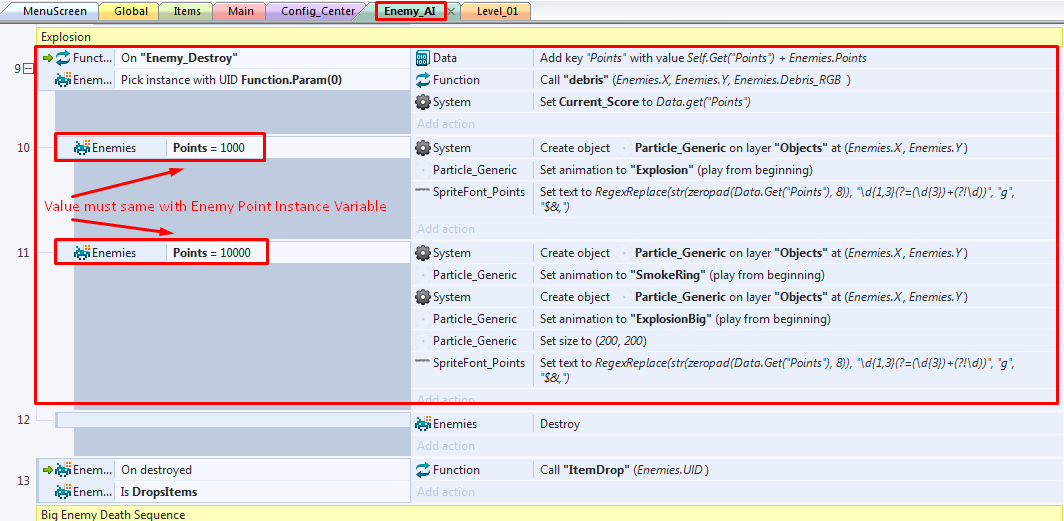 MenuScreen Global Items Main Config_Center Enemy_AI Level_01
Explosion
9 Funct... On "Enemy_Destroy" Data Add key "Points" with value Self.Get("Points") + Enemies.Points
Enem... Pick instance with UID Function.Param(0) Function Call "debris" (Enemies.X, Enemies.Y, Enemies.Debris_RGB )
System Set Current_Score to Data.get("Points")
Add action
10 Enemies Points = 1000 System Create object Particle_Generic on layer "Objects" at (Enemies.X, Enemies.Y )
Particle_Generic Set animation to "Explosion" (play from beginning)
SpriteFont_Points Set text to RegexReplace(str(zeropad(Data.Get("Points"), 8)), "\d{1,3}(?=(\d{3})+(?!\d))", "g",
"$&,")
Value must same with Enemy Point Instance Variable
Add action
11 Enemies Points = 10000 System Create object Particle_Generic on layer "Objects" at (Enemies.X, Enemies.Y )
Particle_Generic Set animation to "SmokeRing" (play from beginning)
System Create object Particle_Generic on layer "Objects" at (Enemies.X, Enemies.Y )
Particle_Generic Set animation to "ExplosionBig" (play from beginning)
Particle_Generic Set size to (200, 200)
SpriteFont_Points Set text to RegexReplace(str(zeropad(Data.Get("Points"), 8)), "\d{1,3}(?=(\d{3})+(?!\d))", "g",
"$&,")
Add action
12 Enemies Destroy
Add action
13 Enem... On destroyed Function Call "ItemDrop" (Enemies.UID )
Enem... Is DropsItems Add action
Big Enemy Death Sequence